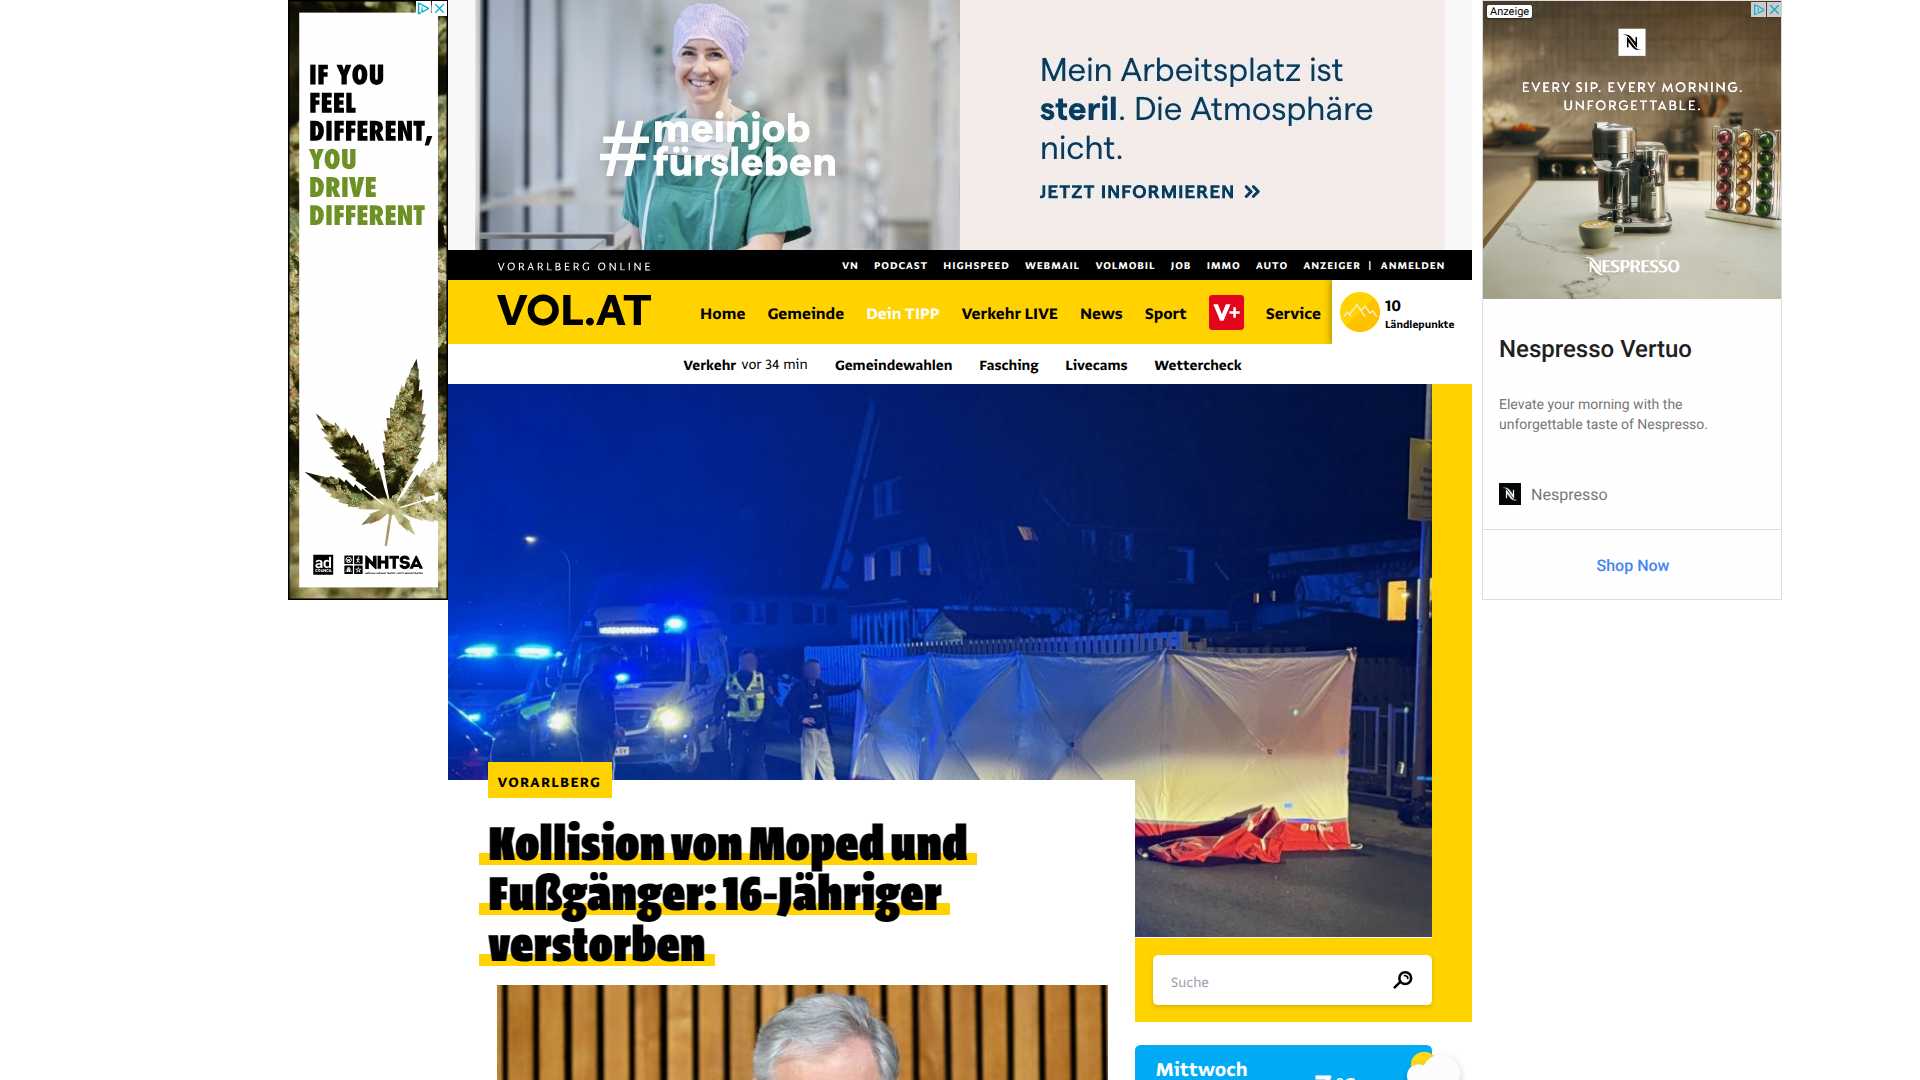 IF YOU
FEEL
DIFFERENT,
YOU
DRIVE
DIFFERENT
ad
COUNCIL
NHTSA
#meinjob
fürsleben
Mein Arbeitsplatz ist
steril. Die Atmosphäre
nicht.
JETZT INFORMIEREN
VORARLBERG ONLINE
VN PODCAST HIGHSPEED WEBMAIL VOLMOBIL JOB IMMO AUTO ANZEIGER | ANMELDEN
VOL.AT
Home Gemeinde Dein TIPP Verkehr LIVE News Sport V+ Service
10
Ländlepunkte
Verkehr vor 34 min Gemeindewahlen Fasching Livecams Wettercheck
VORARLBERG
Kollision von Moped und
Fußgänger: 16-Jähriger
verstorben
Suche
Mittwoch
Anzeige
N
EVERY SIP. EVERY MORNING.
UNFORGETTABLE.
NESPRESSO
Nespresso Vertuo
Elevate your morning with the
unforgettable taste of Nespresso.
N Nespresso
Shop Now